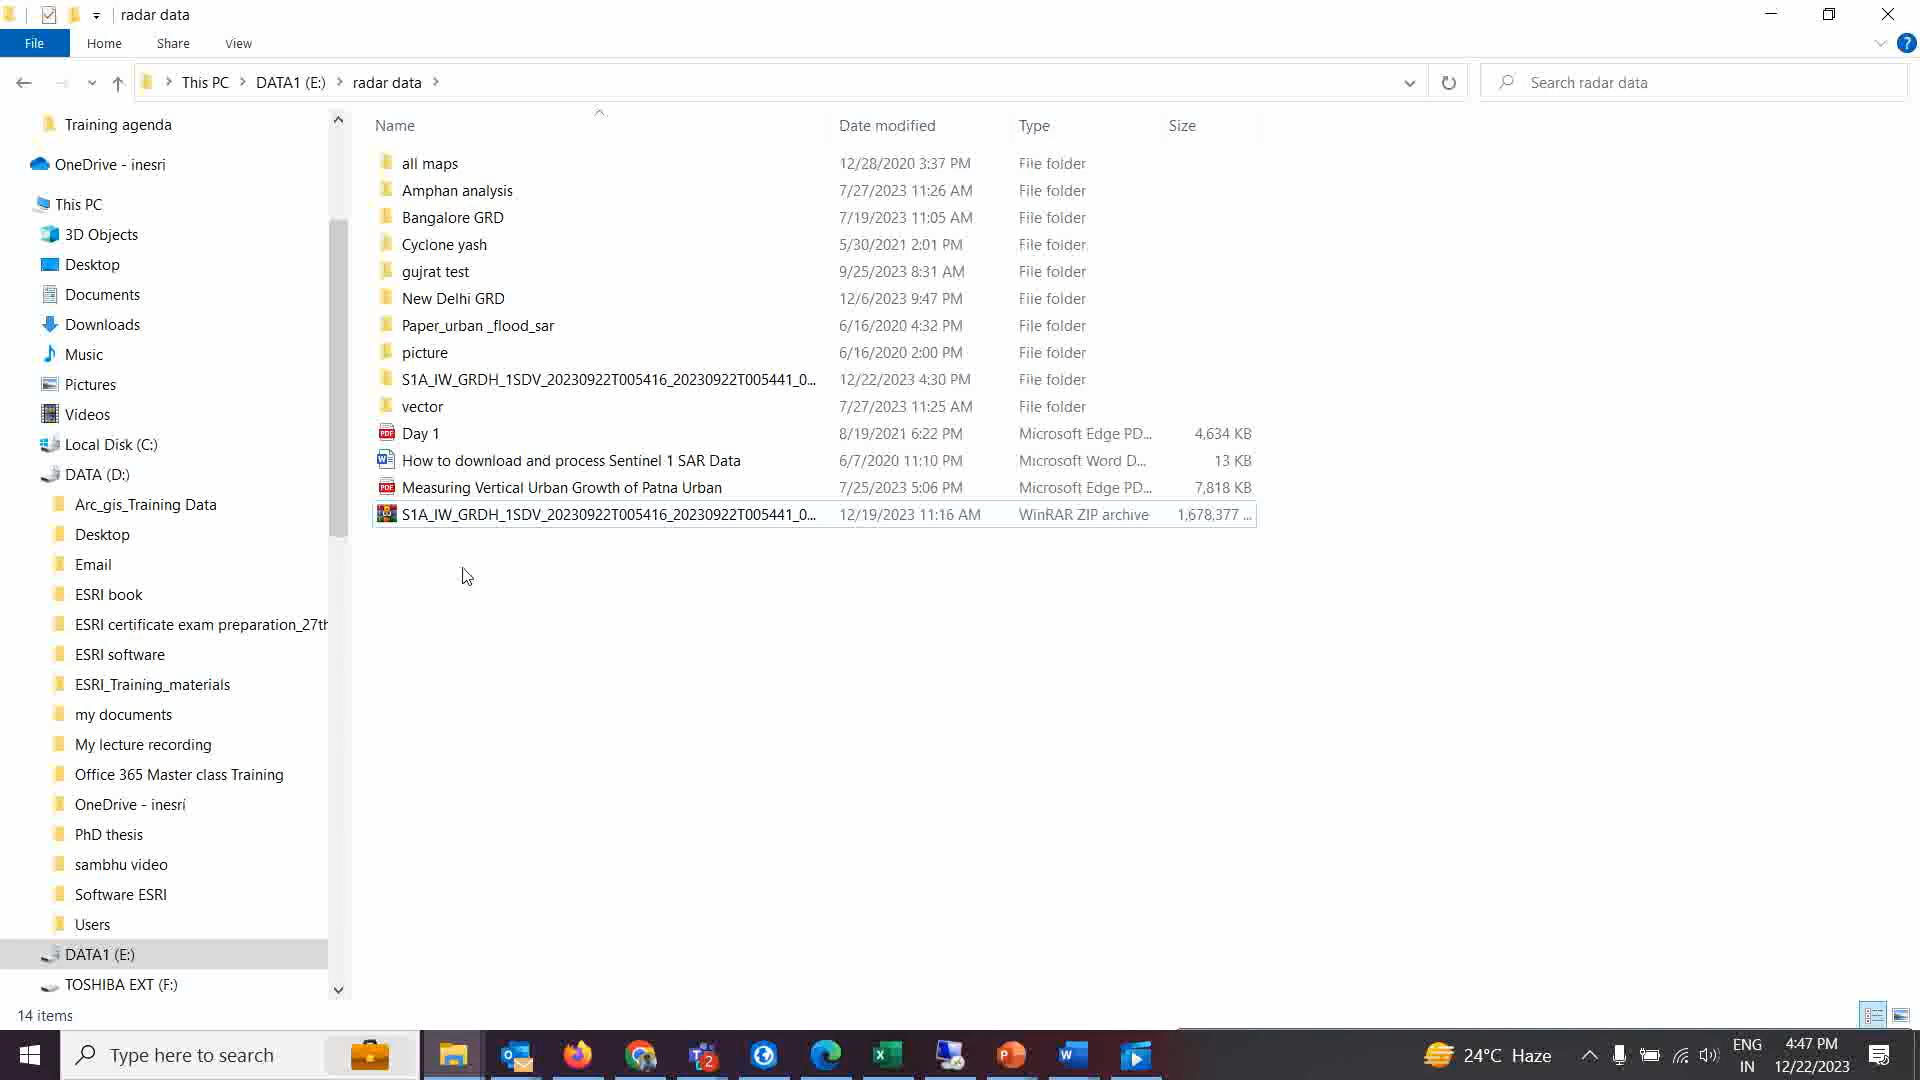 radar data
File Home Share View
This PC DATA1 (E:) radar data
Search radar data
Training agenda
OneDrive - inesri
This PC
3D Objects
Desktop
Documents
Downloads
Music
Pictures
Videos
Local Disk (C:)
DATA (D:)
Arc_gis_Training Data
Desktop
Email
ESRI book
ESRI certificate exam preparation_27th
ESRI software
ESRI_Training_materials
my documents
My lecture recording
Office 365 Master class Training
OneDrive - inesri
PhD thesis
sambhu video
Software ESRI
Users
DATA1 (E:)
TOSHIBA EXT (F:)
Name Date modified Type Size
all maps 12/28/2020 3:37 PM File folder
Amphan analysis 7/27/2023 11:26 AM File folder
Bangalore GRD 7/19/2023 11:05 AM File folder
Cyclone yash 5/30/2021 2:01 PM File folder
gujrat test 9/25/2023 8:31 AM File folder
New Delhi GRD 12/6/2023 9:47 PM File folder
Paper_urban _flood_sar 6/16/2020 4:32 PM File folder
picture 6/16/2020 2:00 PM File folder
S1A_IW_GRDH_1SDV_20230922T005416_20230922T005441_0... 12/22/2023 4:30 PM File folder
vector 7/27/2023 11:25 AM File folder
Day 1 8/19/2021 6:22 PM Microsoft Edge PD... 4,634 KB
How to download and process Sentinel 1 SAR Data 6/7/2020 11:10 PM Microsoft Word D... 13 KB
Measuring Vertical Urban Growth of Patna Urban 7/25/2023 5:06 PM Microsoft Edge PD... 7,818 KB
S1A_IW_GRDH_1SDV_20230922T005416_20230922T005441_0... 12/19/2023 11:16 AM WinRAR ZIP archive 1,678,377 ...
14 items
Type here to search
2
24°C Haze
ENG
IN
4:47 PM
12/22/2023